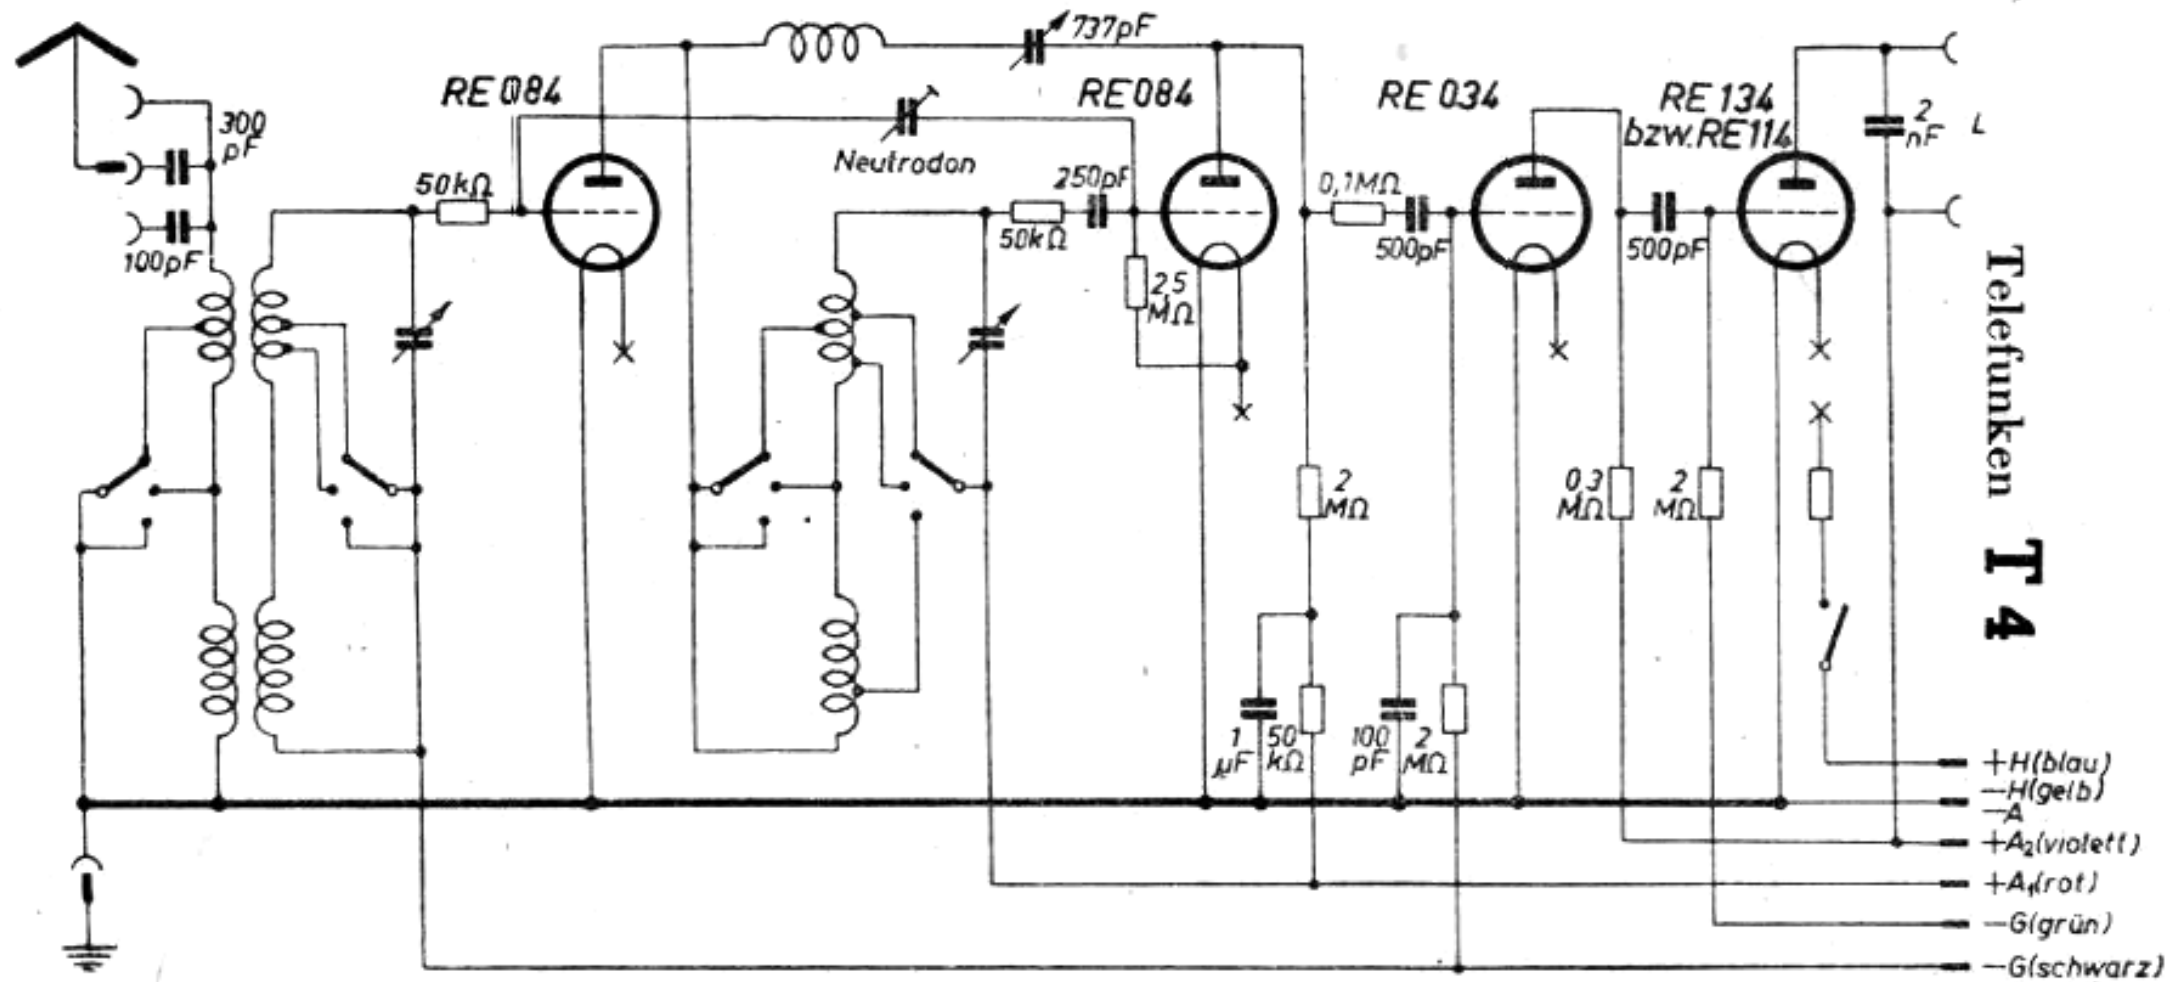 737pF
RE 084
RE 084
RE 034
RE 134
bzw. RE 114
300
pF
2
nF
L
Neutrodon
50kΩ
250pF
0,1MΩ
50kΩ
500pF
500pF
100pF
2,5
MΩ
Telefunken T 4
2
MΩ
0,3
MΩ
2
MΩ
1
µF
50
kΩ
100
pF
2
MΩ
+H(blau)
-H(gelb)
-A
+A₂(violett)
+A₁(rot)
-G(grün)
-G(schwarz)